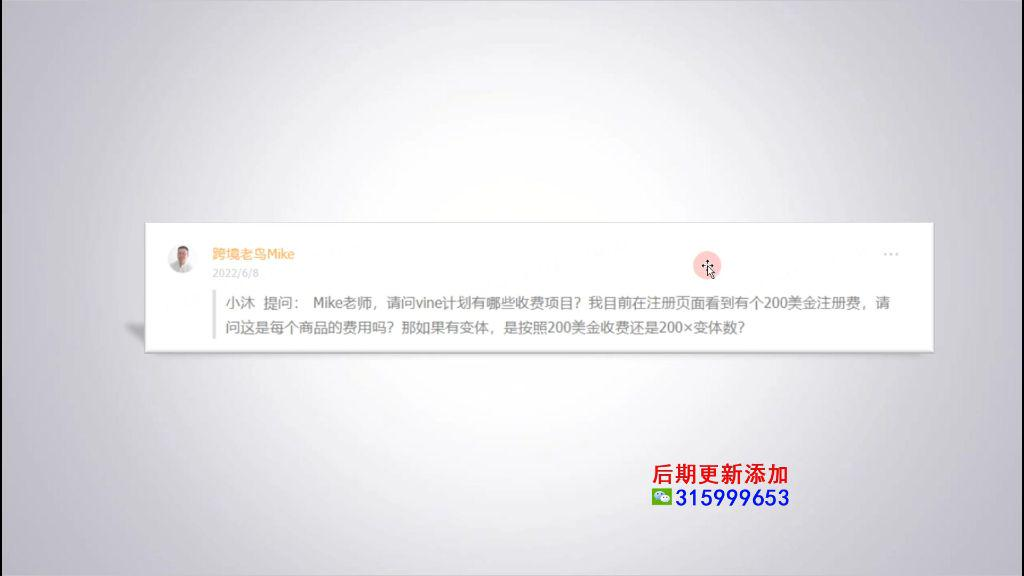 跨境老鸟Mike
2022/6/8
小沐 提问： Mike老师，请问vine计划有哪些收费项目？我目前在注册页面看到有个200美金注册费，请
问这是每个商品的费用吗？那如果有变体，是按照200美金收费还是200×变体数？
后期更新添加
315999653